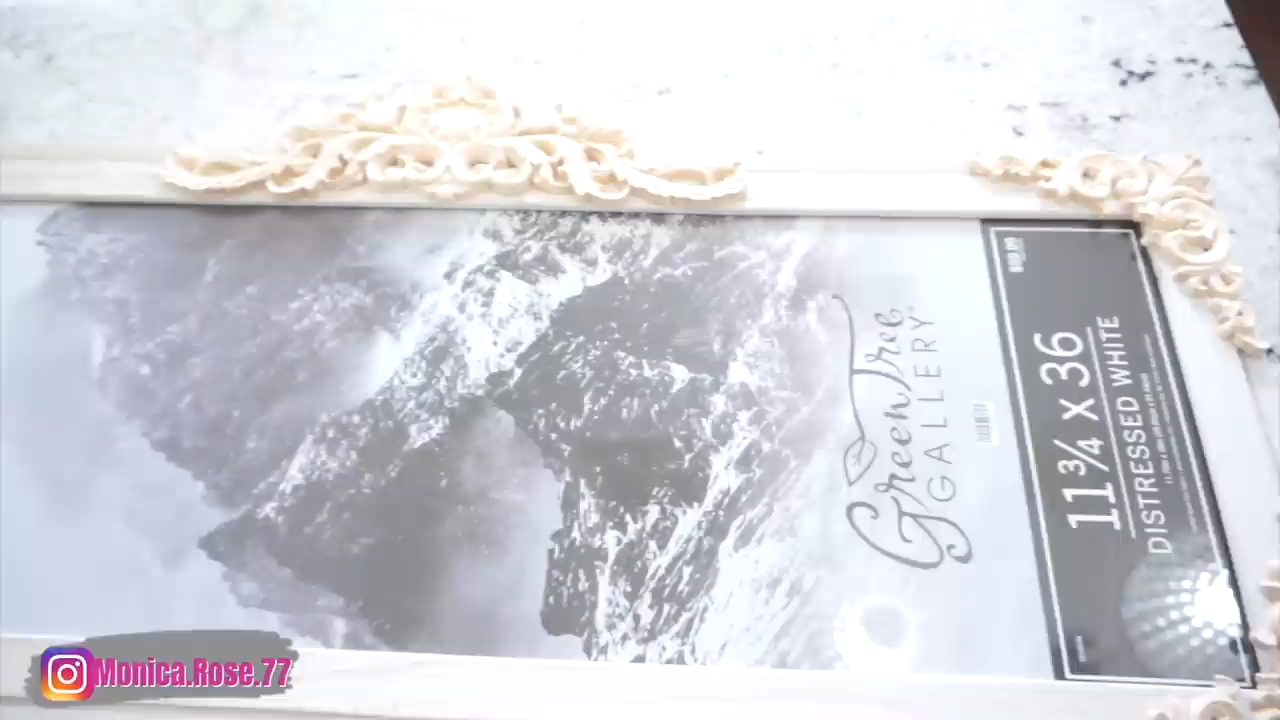 Green Tree
GALLERY
11¾ x 36
DISTRESSED WHITE
Monica.Rose.77